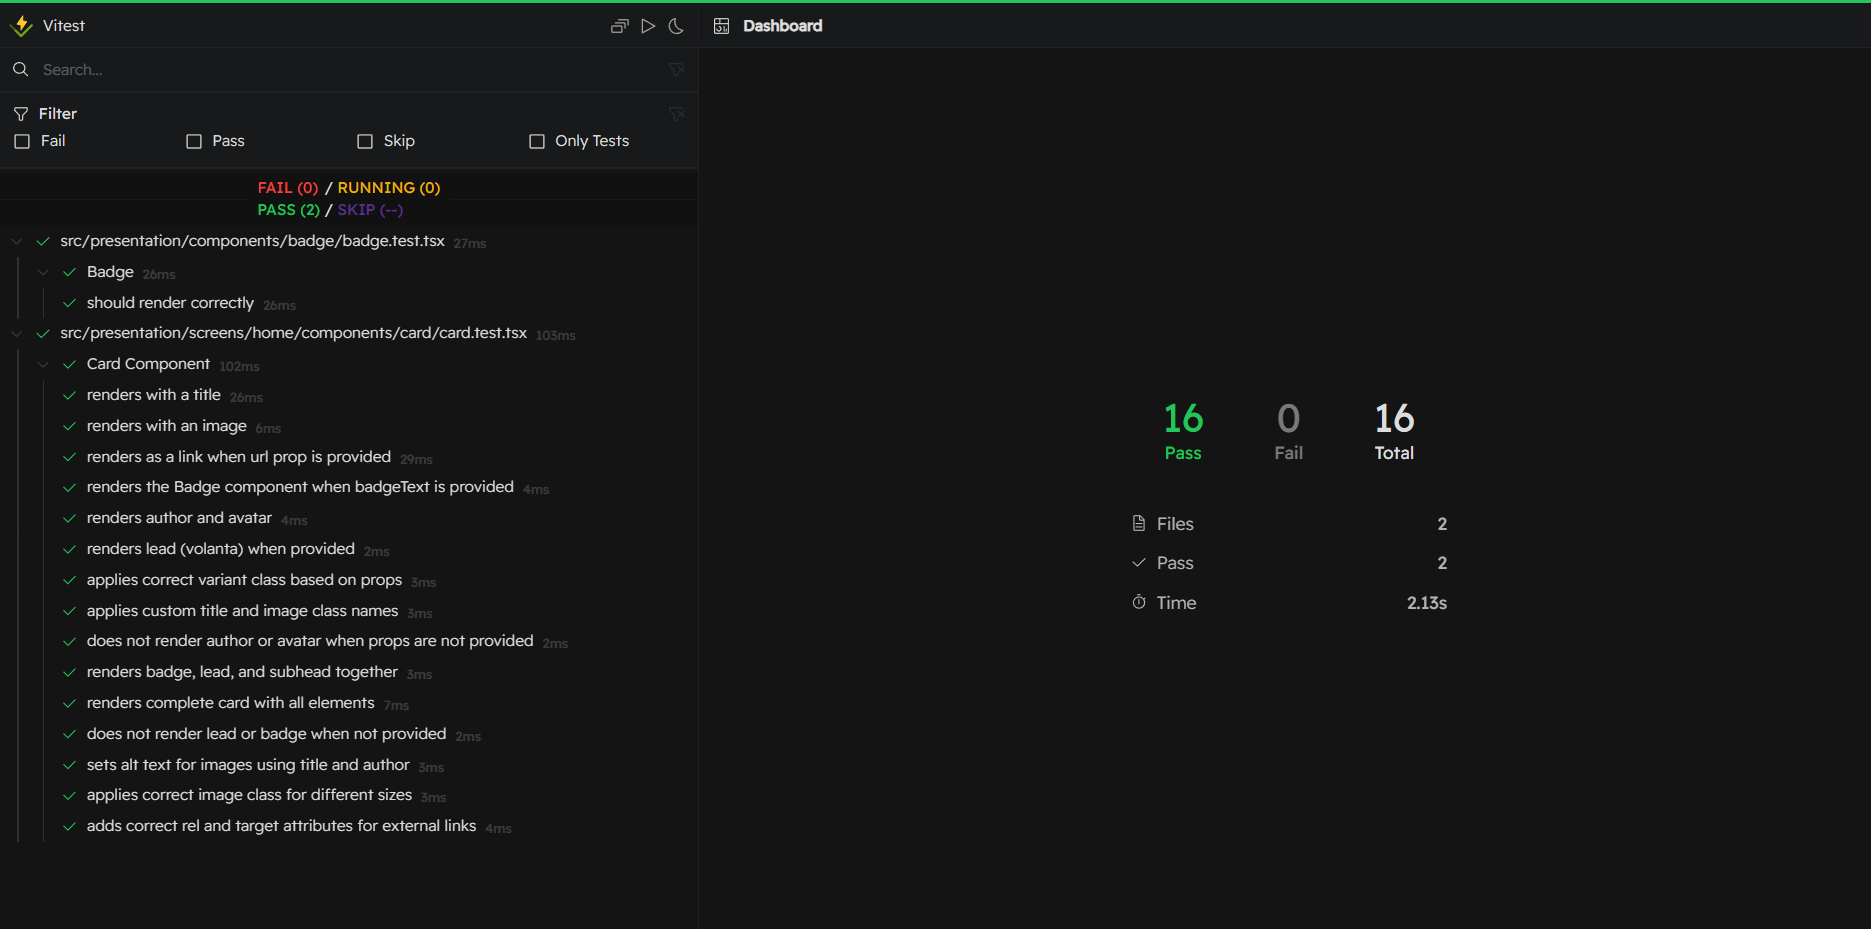 Vitest
Search...
Filter
Fail
Pass
Skip
Only Tests
FAIL (0) / RUNNING (0)
PASS (2) / SKIP (--)
src/presentation/components/badge/badge.test.tsx 27ms
Badge 26ms
should render correctly 26ms
src/presentation/screens/home/components/card/card.test.tsx 103ms
Card Component 102ms
renders with a title 26ms
renders with an image 6ms
renders as a link when url prop is provided 29ms
renders the Badge component when badgeText is provided 4ms
renders author and avatar 4ms
renders lead (volanta) when provided 2ms
applies correct variant class based on props 3ms
applies custom title and image class names 3ms
does not render author or avatar when props are not provided 2ms
renders badge, lead, and subhead together 3ms
renders complete card with all elements 7ms
does not render lead or badge when not provided 2ms
sets alt text for images using title and author 3ms
applies correct image class for different sizes 3ms
adds correct rel and target attributes for external links 4ms
Dashboard
16 0 16
Pass Fail Total
Files 2
Pass 2
Time 2.13s